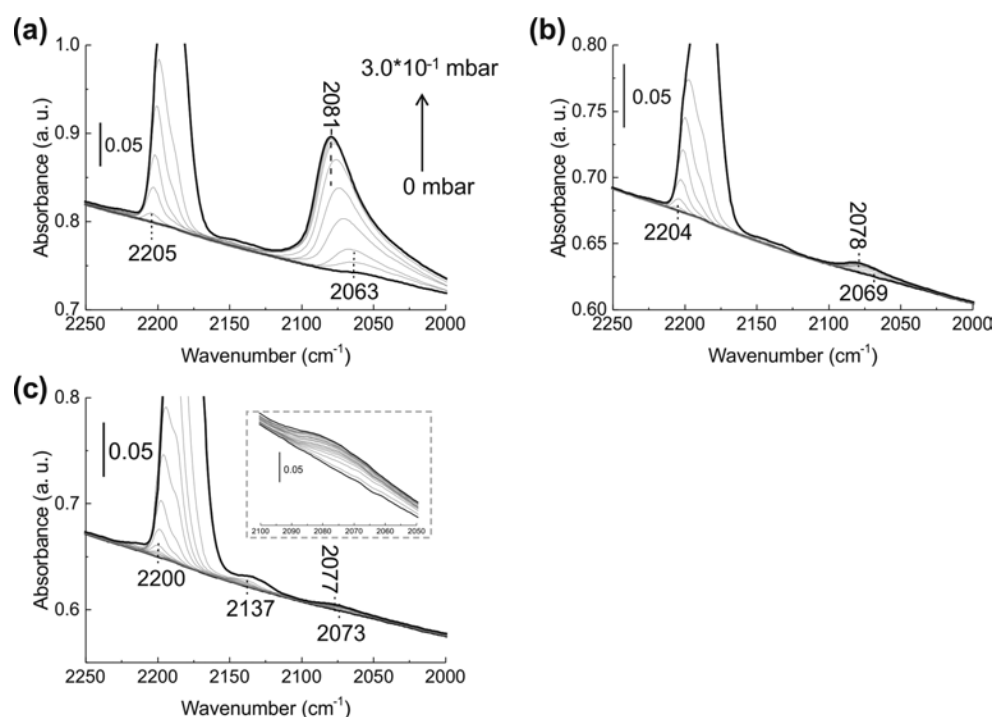 (a)
1.0
0.9
0.8
0.7
Absorbance (a. u.)
0.05
2205
2081
2063
3.0*10⁻¹ mbar
0 mbar
2250 2200 2150 2100 2050 2000
Wavenumber (cm⁻¹)
(b)
0.80
0.75
0.70
0.65
0.60
Absorbance (a. u.)
0.05
2204
2078
2069
2250 2200 2150 2100 2050 2000
Wavenumber (cm⁻¹)
(c)
0.8
0.7
0.6
Absorbance (a. u.)
0.05
2200
2137
2077
2073
0.05
2100 2090 2080 2070 2060 2050
2250 2200 2150 2100 2050 2000
Wavenumber (cm⁻¹)